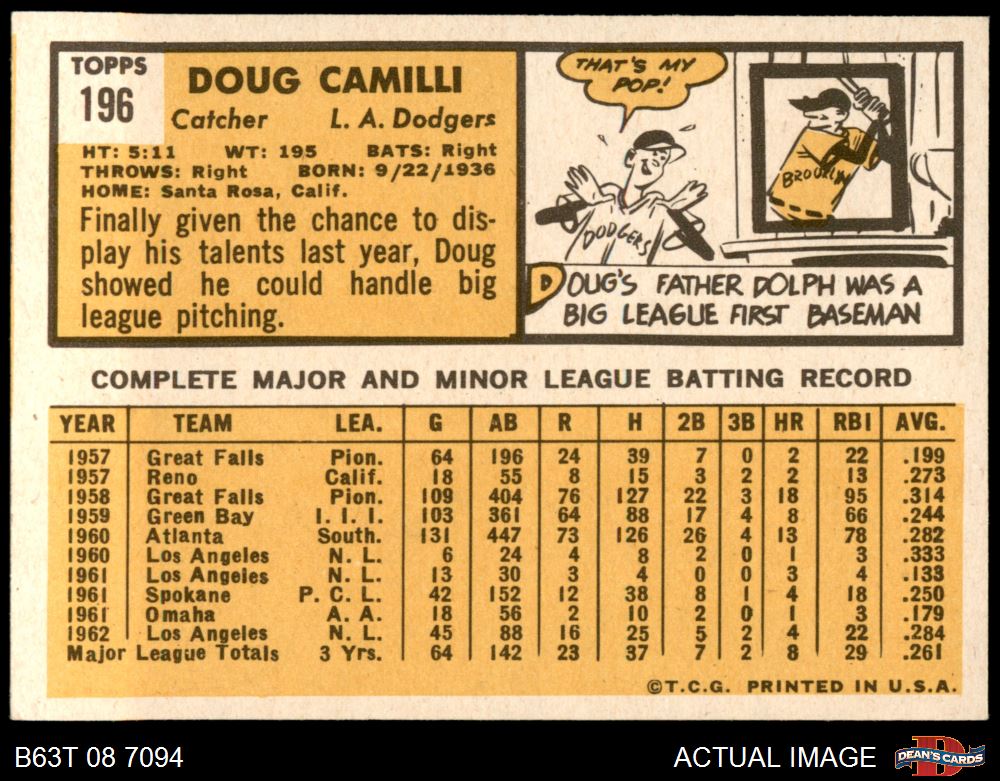 TOPPS
196
DOUG CAMILLI
Catcher L. A. Dodgers
HT: 5:11 WT: 195 BATS: Right
THROWS: Right BORN: 9/22/1936
HOME: Santa Rosa, Calif.
Finally given the chance to dis-
play his talents last year, Doug
showed he could handle big
league pitching.
THAT'S MY
POP!
DODGERS
BROOKLYN
DOUG'S FATHER DOLPH WAS A
BIG LEAGUE FIRST BASEMAN
COMPLETE MAJOR AND MINOR LEAGUE BATTING RECORD
YEAR TEAM LEA. G AB R H 2B 3B HR RBI AVG.
1957 Great Falls Pion. 64 196 24 39 7 0 2 22 .199
1957 Reno Calif. 18 55 8 15 3 2 2 13 .273
1958 Great Falls Pion. 109 404 76 127 22 3 18 95 .314
1959 Green Bay I. I. I. 103 361 64 88 17 4 8 66 .244
1960 Atlanta South. 131 447 73 126 26 4 13 78 .282
1960 Los Angeles N. L. 6 24 4 8 2 0 1 3 .333
1961 Los Angeles N. L. 13 30 3 4 0 0 3 4 .133
1961 Spokane P. C. L. 42 152 12 38 8 1 4 18 .250
1961 Omaha A. A. 18 56 2 10 2 0 1 3 .179
1962 Los Angeles N. L. 45 88 16 25 5 2 4 22 .284
Major League Totals 3 Yrs. 64 142 23 37 7 2 8 29 .261
©T.C.G. PRINTED IN U.S.A.
B63T 08 7094 ACTUAL IMAGE
D
DEAN'S CARDS